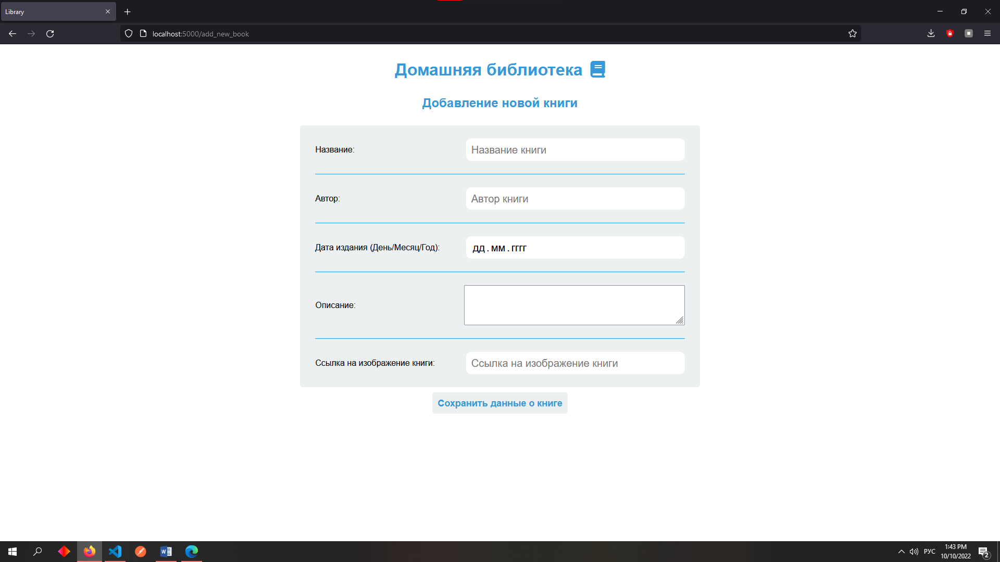 Library
localhost:5000/add_new_book
Домашняя библиотека
Добавление новой книги
Название:
Название книги
Автор:
Автор книги
Дата издания (День/Месяц/Год):
дд.мм.гггг
Описание:
Ссылка на изображение книги:
Ссылка на изображение книги
Сохранить данные о книге
W
РУС
1:43 PM
10/10/2022
2